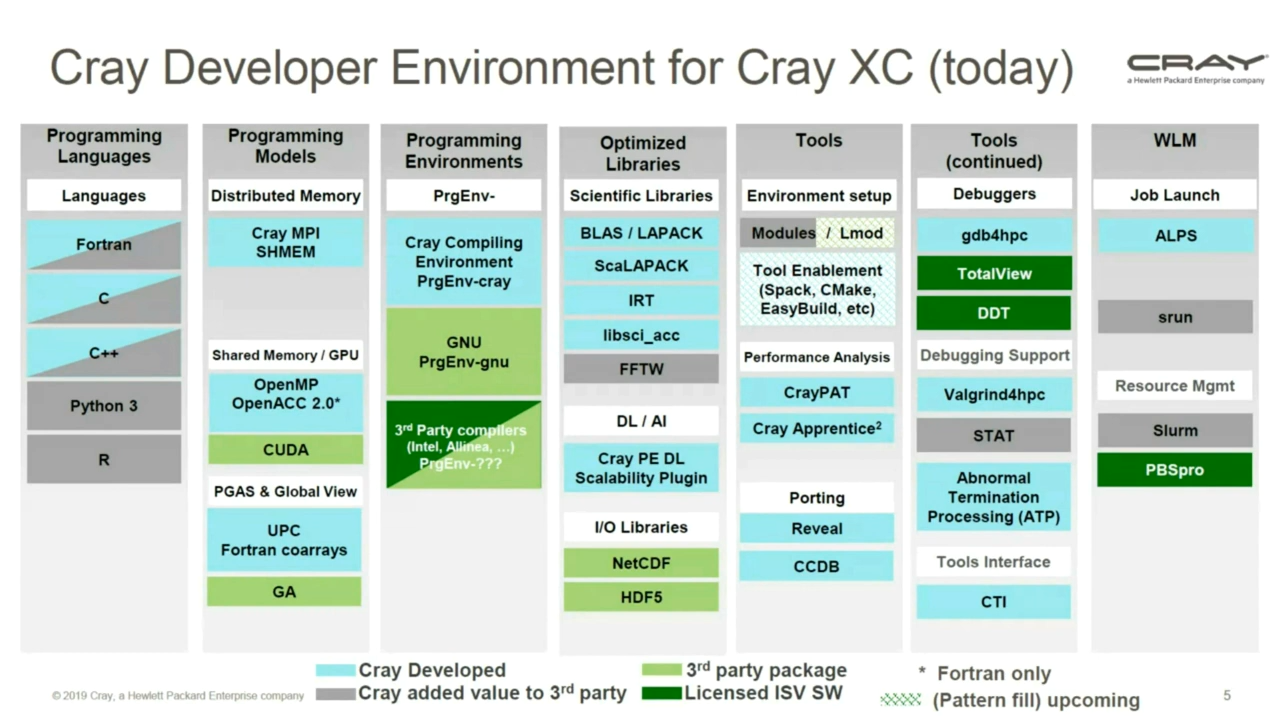 Cray Developer Environment for Cray XC (today)
CRAY
a Hewlett Packard Enterprise company
Programming
Languages
Languages
Fortran
C
C++
Python 3
R
Programming
Models
Distributed Memory
Cray MPI
SHMEM
Shared Memory / GPU
OpenMP
OpenACC 2.0*
CUDA
PGAS & Global View
UPC
Fortran coarrays
GA
Programming
Environments
PrgEnv-
Cray Compiling
Environment
PrgEnv-cray
GNU
PrgEnv-gnu
3rd Party compilers
(Intel, Allinea, …)
PrgEnv-???
Optimized
Libraries
Scientific Libraries
BLAS / LAPACK
ScaLAPACK
IRT
libsci_acc
FFTW
DL / AI
Cray PE DL
Scalability Plugin
I/O Libraries
NetCDF
HDF5
Tools
Environment setup
Modules / Lmod
Tool Enablement
(Spack, CMake,
EasyBuild, etc)
Performance Analysis
CrayPAT
Cray Apprentice2
Porting
Reveal
CCDB
Tools
(continued)
Debuggers
gdb4hpc
TotalView
DDT
Debugging Support
Valgrind4hpc
STAT
Abnormal
Termination
Processing (ATP)
Tools Interface
CTI
WLM
Job Launch
ALPS
srun
Resource Mgmt
Slurm
PBSpro
Cray Developed
Cray added value to 3rd party
3rd party package
Licensed ISV SW
* Fortran only
(Pattern fill) upcoming
© 2019 Cray, a Hewlett Packard Enterprise company
5